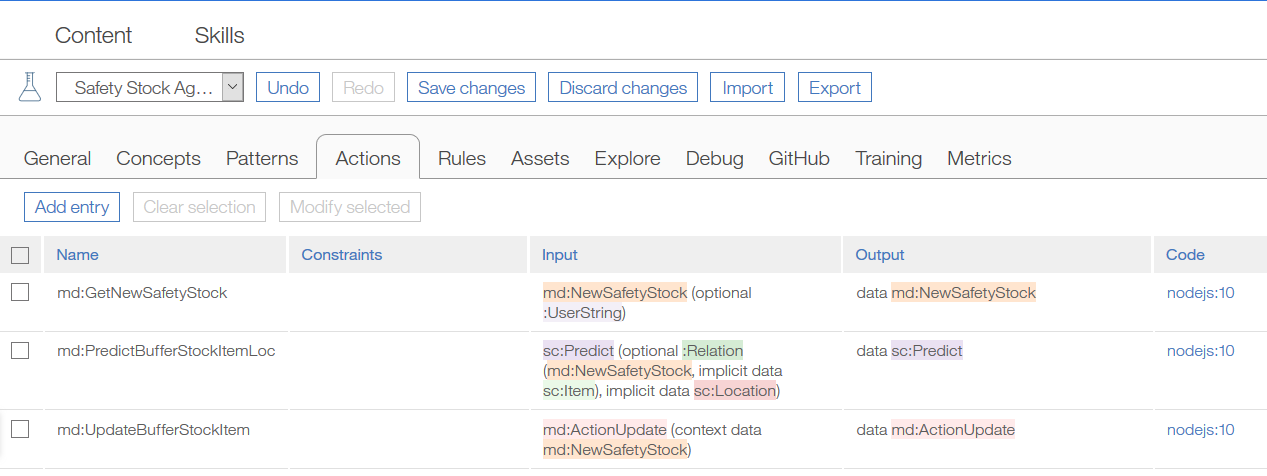 Content Skills
Safety Stock Ag... Undo Redo Save changes Discard changes Import Export
General Concepts Patterns Actions Rules Assets Explore Debug GitHub Training Metrics
Add entry Clear selection Modify selected
Name Constraints Input Output Code
md:GetNewSafetyStock md:NewSafetyStock (optional data md:NewSafetyStock nodejs:10
:UserString)
md:PredictBufferStockItemLoc sc:Predict (optional :Relation data sc:Predict nodejs:10
(md:NewSafetyStock, implicit data
sc:Item), implicit data sc:Location)
md:UpdateBufferStockItem md:ActionUpdate (context data data md:ActionUpdate nodejs:10
md:NewSafetyStock)